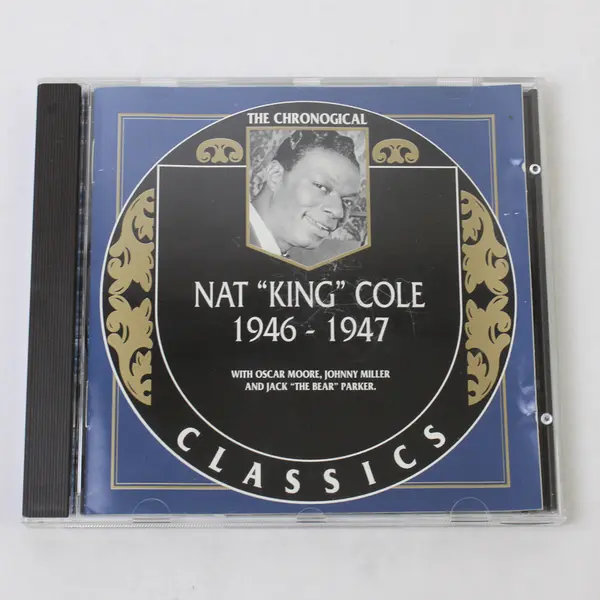 THE CHRONOGICAL
NAT “KING” COLE
1946 - 1947
WITH OSCAR MOORE, JOHNNY MILLER
AND JACK “THE BEAR” PARKER.
CLASSICS